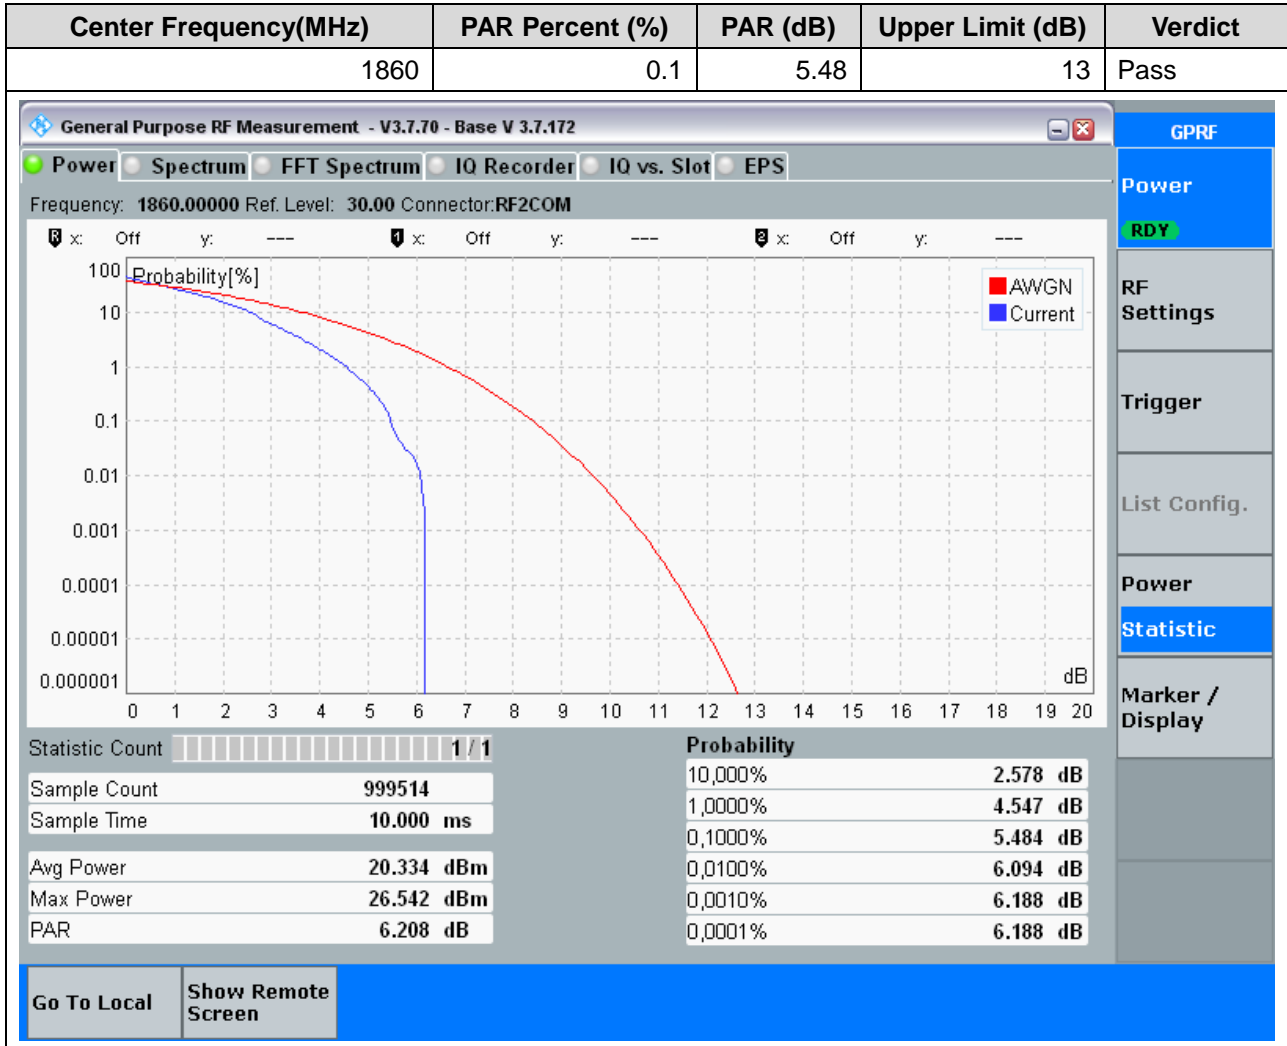 Center Frequency(MHz) PAR Percent (%) PAR (dB) Upper Limit (dB) Verdict
1860 0.1 5.48 13 Pass
General Purpose RF Measurement - V3.7.70 - Base V 3.7.172
GPRF
Power Spectrum FFT Spectrum IQ Recorder IQ vs. Slot EPS
Frequency: 1860.00000 Ref. Level: 30.00 Connector:RF2COM
R x: Off y: --- 1 x: Off y: --- 2 x: Off y: ---
Probability[%]
100
10
1
0.1
0.01
0.001
0.0001
0.00001
0.000001
AWGN
Current
dB
0 1 2 3 4 5 6 7 8 9 10 11 12 13 14 15 16 17 18 19 20
Statistic Count 1 / 1
Sample Count 999514
Sample Time 10.000 ms
Avg Power 20.334 dBm
Max Power 26.542 dBm
PAR 6.208 dB
Probability
10,000% 2.578 dB
1,0000% 4.547 dB
0,1000% 5.484 dB
0,0100% 6.094 dB
0,0010% 6.188 dB
0,0001% 6.188 dB
Power
RDY
RF
Settings
Trigger
List Config.
Power
Statistic
Marker /
Display
Go To Local
Show Remote
Screen